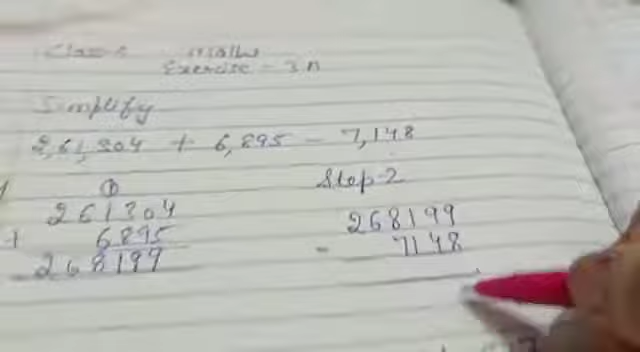 Class Maths
Exercise - 3A
Simplify
2,61,304 + 6,895 - 7,148
①
261304
+ 6895
268199
Step-2
268199
- 7148